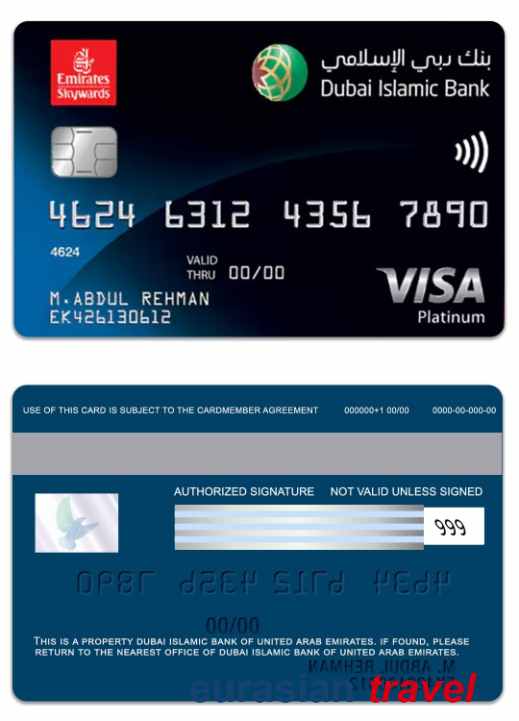 Emirates
Skywards
بنك دبي الإسلامي
Dubai Islamic Bank
4624 6312 4356 7890
4624
VALID
THRU 00/00
M.ABDUL REHMAN
EK426130612
VISA
Platinum
USE OF THIS CARD IS SUBJECT TO THE CARDMEMBER AGREEMENT 000000+1 00/00 0000-00-000-00
AUTHORIZED SIGNATURE NOT VALID UNLESS SIGNED
999
00/00
THIS IS A PROPERTY DUBAI ISLAMIC BANK OF UNITED ARAB EMIRATES. IF FOUND, PLEASE
RETURN TO THE NEAREST OFFICE OF DUBAI ISLAMIC BANK OF UNITED ARAB EMIRATES.
M. ABDUL REHMAN
eurasian travel